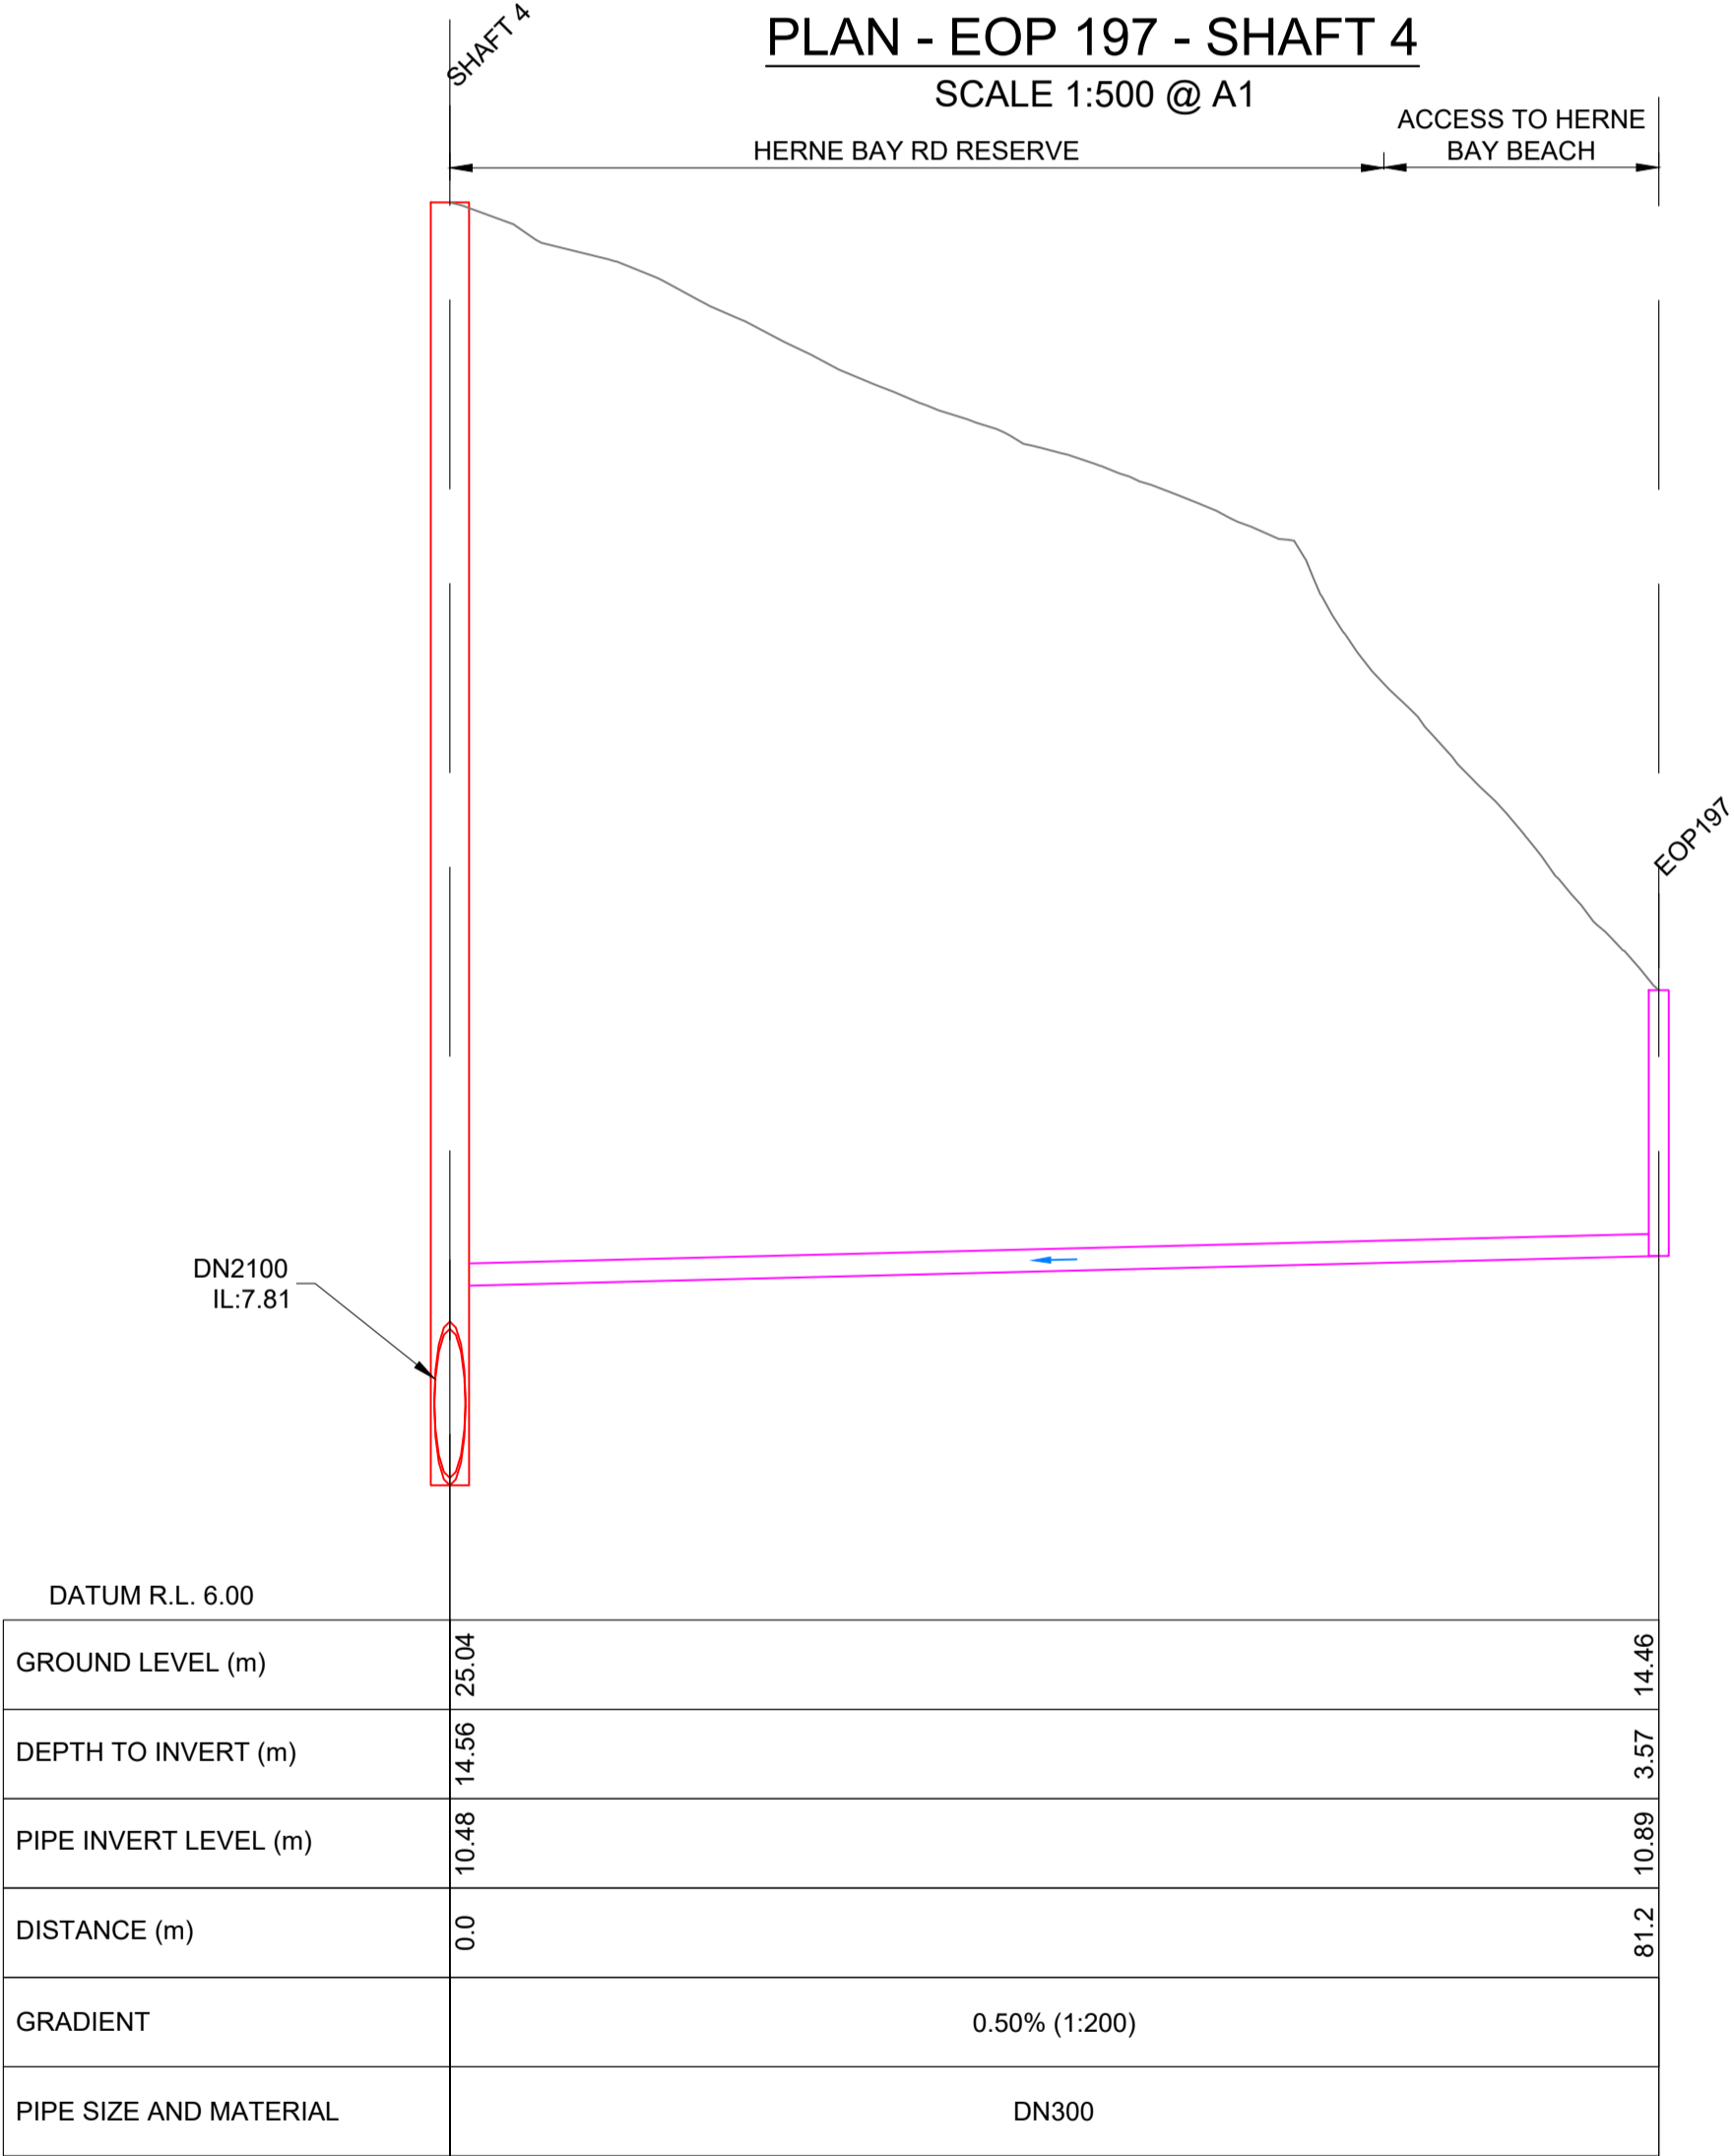 PLAN - EOP 197 - SHAFT 4
SCALE 1:500 @ A1
SHAFT 4
HERNE BAY RD RESERVE
ACCESS TO HERNE
BAY BEACH
EOP197
DN2100
IL:7.81
DATUM R.L. 6.00
GROUND LEVEL (m) 25.04 14.46
DEPTH TO INVERT (m) 14.56 3.57
PIPE INVERT LEVEL (m) 10.48 10.89
DISTANCE (m) 0.0 81.2
GRADIENT 0.50% (1:200)
PIPE SIZE AND MATERIAL DN300